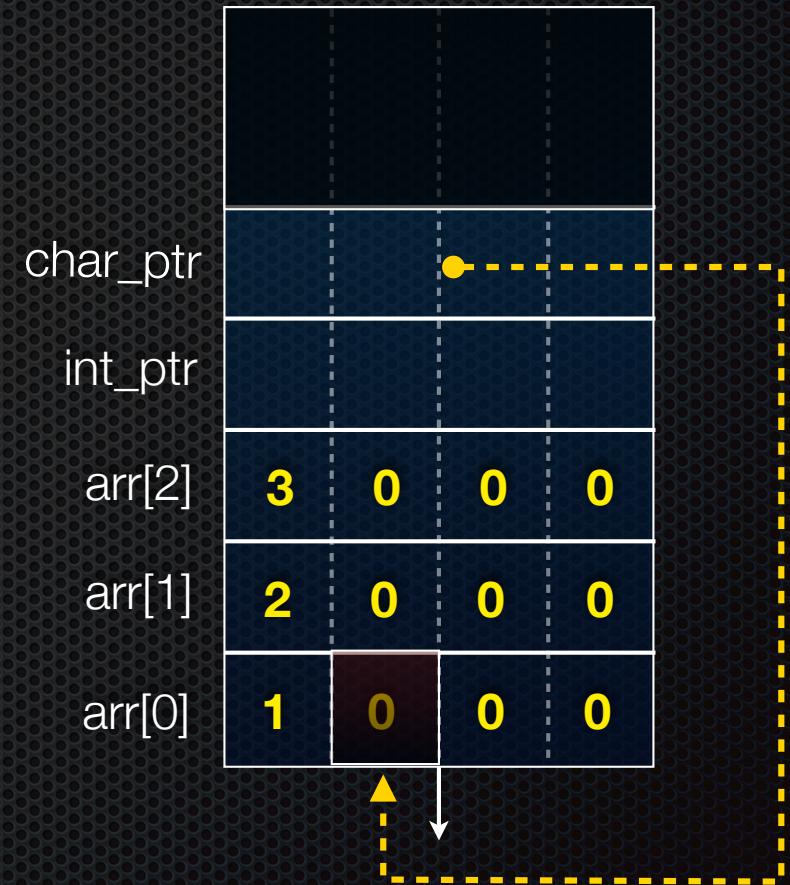 char_ptr
int_ptr
arr[2] 3 0 0 0
arr[1] 2 0 0 0
arr[0] 1 0 0 0